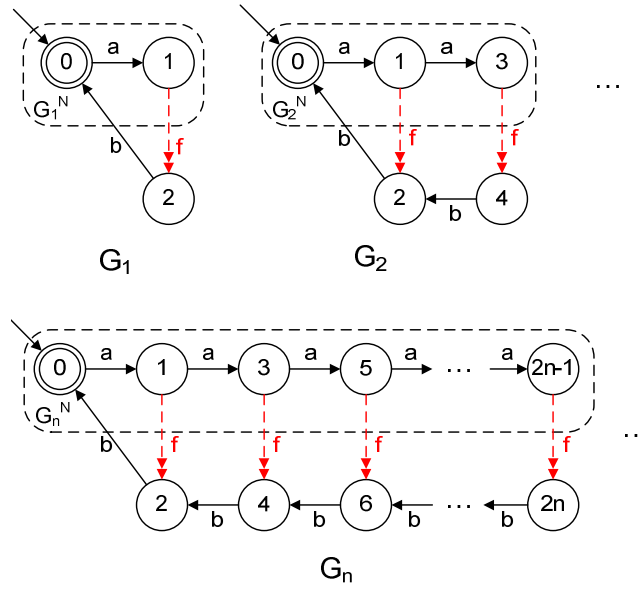 0 a 1 0 a 1 a 3
G₁ᴺ G₂ᴺ ...
b f b f f
2 2 b 4
G₁ G₂
0 a 1 a 3 a 5 a ... a 2n-1
Gₙᴺ
b f f f f ..
2 b 4 b 6 b ... b 2n
Gₙ